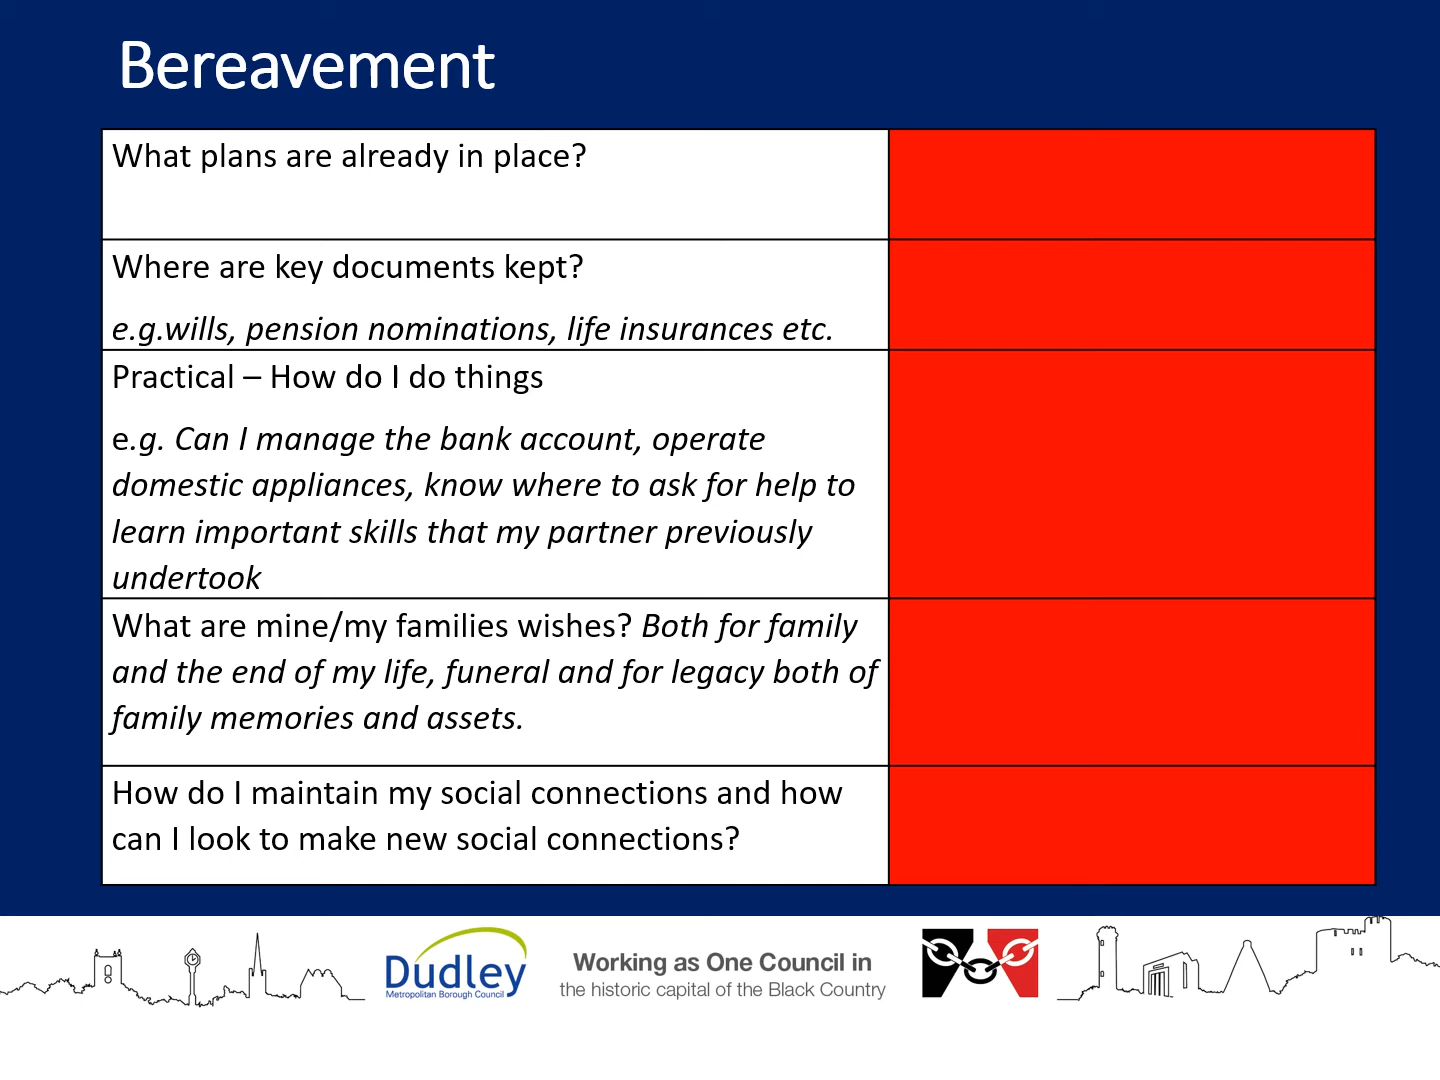 Bereavement
What plans are already in place?
Where are key documents kept?
e.g.wills, pension nominations, life insurances etc.
Practical – How do I do things
e.g. Can I manage the bank account, operate
domestic appliances, know where to ask for help to
learn important skills that my partner previously
undertook
What are mine/my families wishes? Both for family
and the end of my life, funeral and for legacy both of
family memories and assets.
How do I maintain my social connections and how
can I look to make new social connections?
Dudley
Metropolitan Borough Council
Working as One Council in
the historic capital of the Black Country